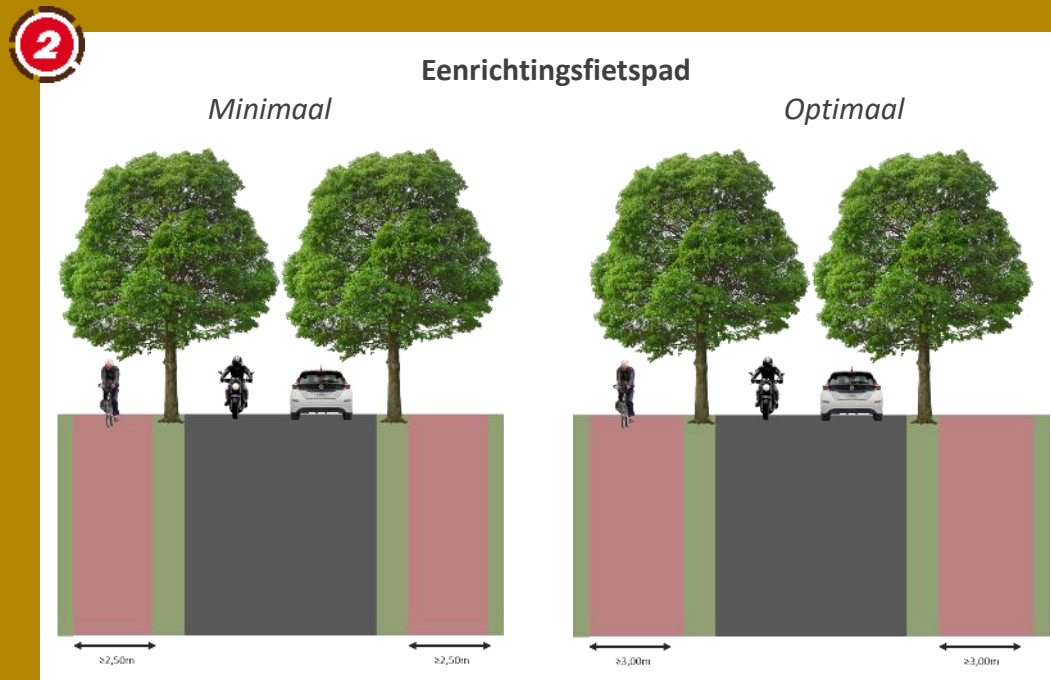 2
Eenrichtingsfietspad
Minimaal
Optimaal
≥2,50m
≥2,50m
≥3,00m
≥3,00m